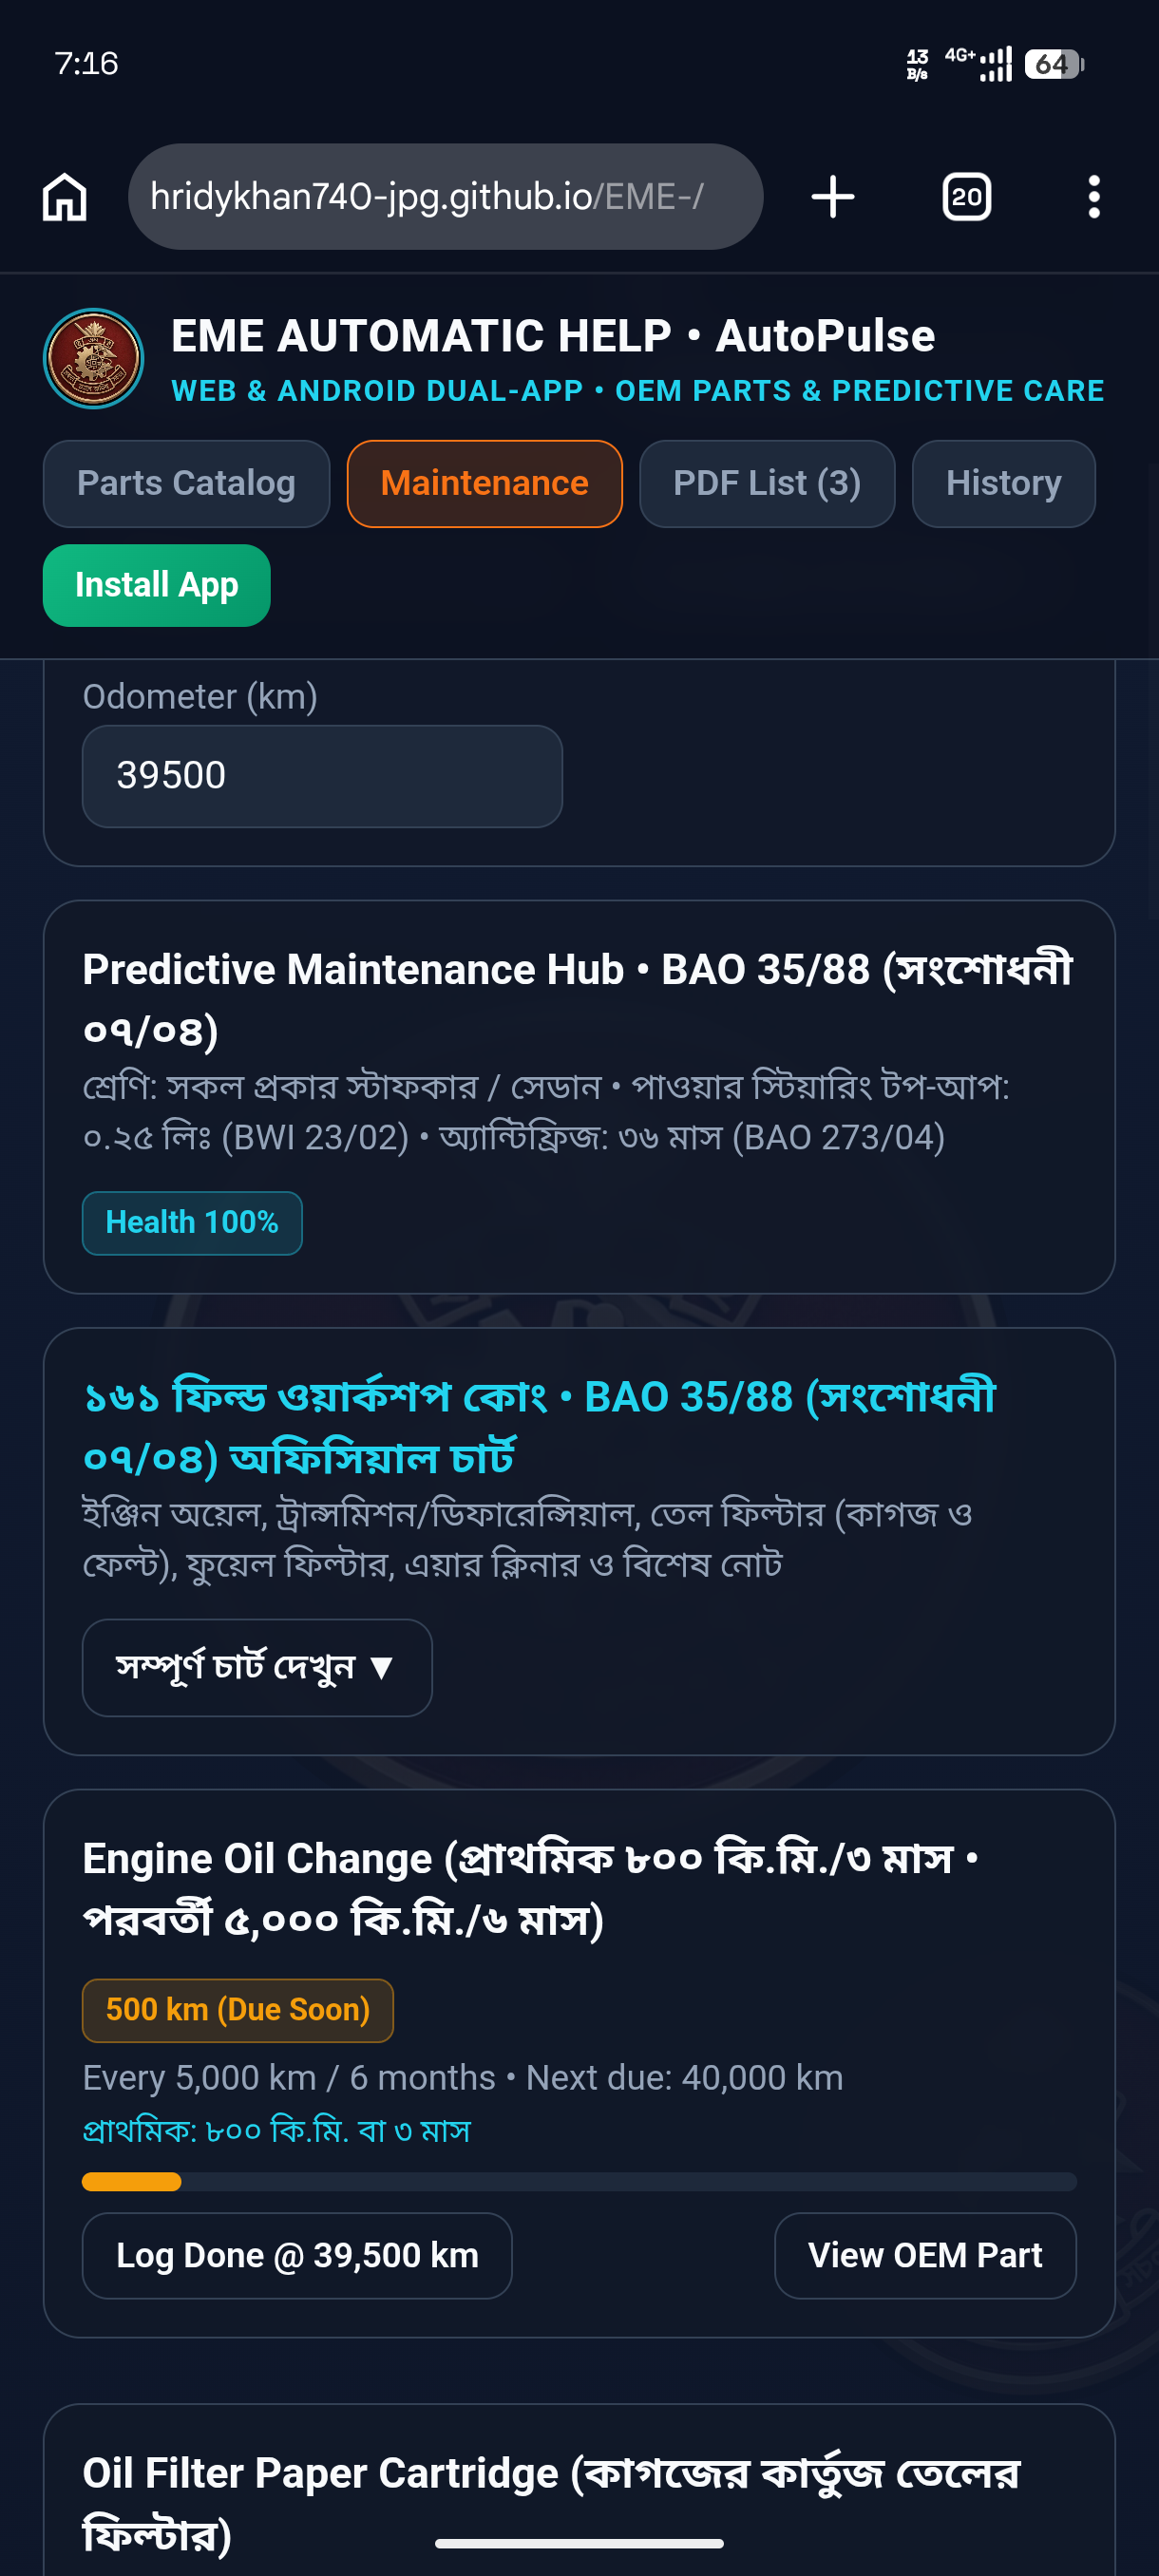 7:16
13
B/s
4G+
64
hridykhan740-jpg.github.io/EME-/
20
EME AUTOMATIC HELP • AutoPulse
WEB & ANDROID DUAL-APP • OEM PARTS & PREDICTIVE CARE
Parts Catalog
Maintenance
PDF List (3)
History
Install App
Odometer (km)
39500
Predictive Maintenance Hub • BAO 35/88 (সংশোধনী
০৭/০৪)
শ্রেণি: সকল প্রকার স্টাফকার / সেডান • পাওয়ার স্টিয়ারিং টপ-আপ:
০.২৫ লিঃ (BWI 23/02) • অ্যান্টিফ্রিজ: ৩৬ মাস (BAO 273/04)
Health 100%
১৬১ ফিল্ড ওয়ার্কশপ কোং • BAO 35/88 (সংশোধনী
০৭/০৪) অফিসিয়াল চার্ট
ইঞ্জিন অয়েল, ট্রান্সমিশন/ডিফারেন্সিয়াল, তেল ফিল্টার (কাগজ ও
ফেল্ট), ফুয়েল ফিল্টার, এয়ার ক্লিনার ও বিশেষ নোট
সম্পূর্ণ চার্ট দেখুন ▼
Engine Oil Change (প্রাথমিক ৮০০ কি.মি./৩ মাস •
পরবর্তী ৫,০০০ কি.মি./৬ মাস)
500 km (Due Soon)
Every 5,000 km / 6 months • Next due: 40,000 km
প্রাথমিক: ৮০০ কি.মি. বা ৩ মাস
Log Done @ 39,500 km
View OEM Part
Oil Filter Paper Cartridge (কাগজের কার্তুজ তেলের
ফিল্টার)